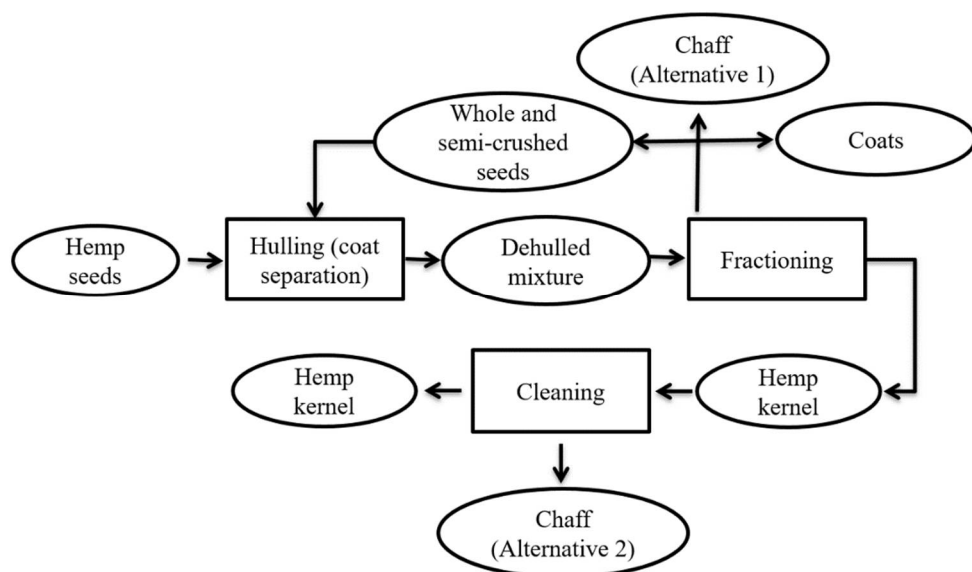 Chaff
(Alternative 1)
Whole and
semi-crushed
seeds
Coats
Hemp
seeds
Hulling (coat
separation)
Dehulled
mixture
Fractioning
Hemp
kernel
Cleaning
Hemp
kernel
Chaff
(Alternative 2)